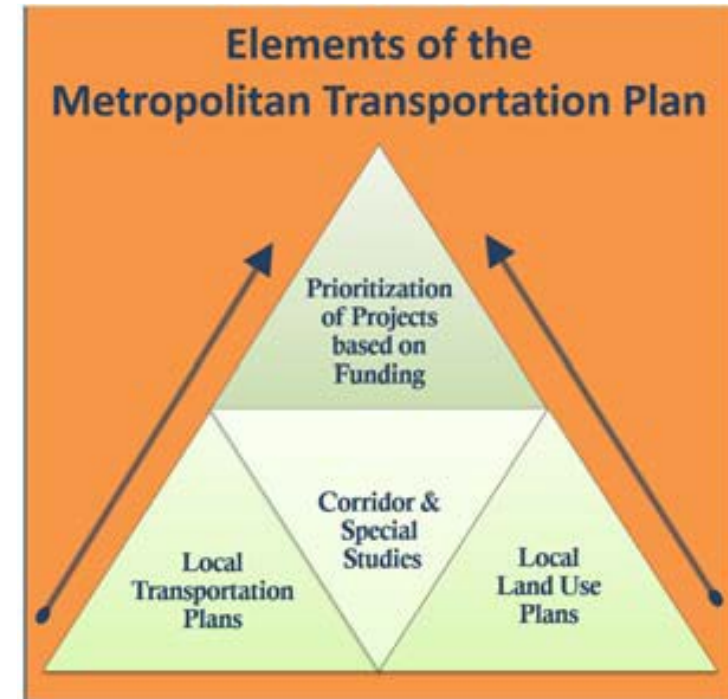 Elements of the
Metropolitan Transportation Plan
Prioritization
of Projects
based on
Funding
Corridor &
Special
Studies
Local
Transportation
Plans
Local
Land Use
Plans